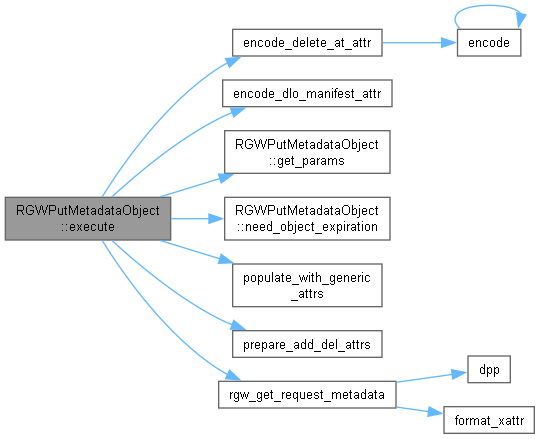 encode_delete_at_attr
encode
encode_dlo_manifest_attr
RGWPutMetadataObject
::get_params
RGWPutMetadataObject
::execute
RGWPutMetadataObject
::need_object_expiration
populate_with_generic
_attrs
prepare_add_del_attrs
rgw_get_request_metadata
dpp
format_xattr